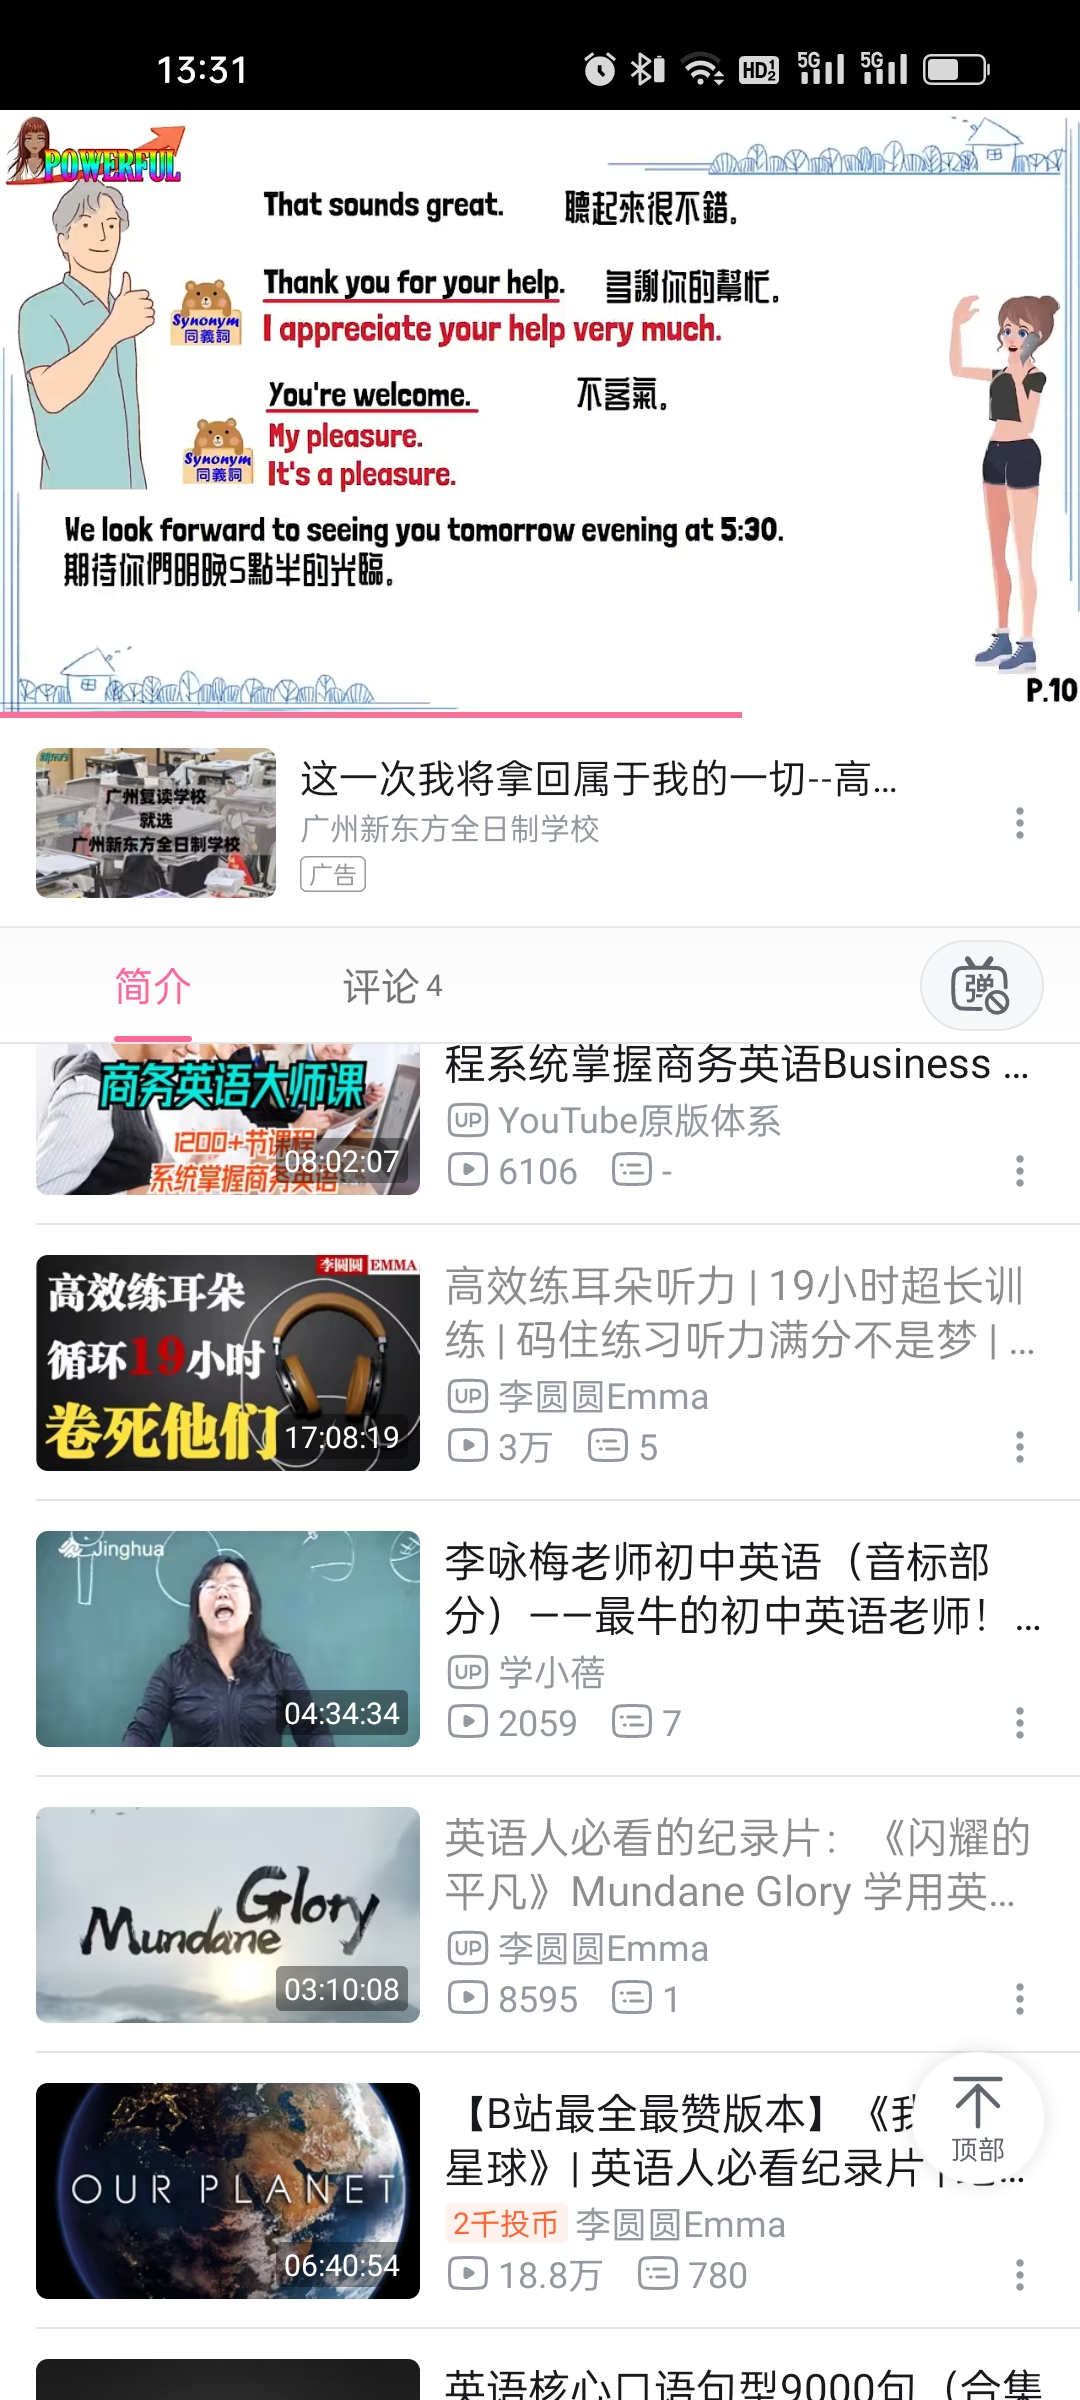 13:31
HD 1 2
5G
5G
POWERFUL
That sounds great. 聽起來很不錯。
Thank you for your help. 多謝你的幫忙。
Synonym
同義詞
I appreciate your help very much.
You're welcome. 不客氣。
My pleasure.
Synonym
同義詞
It's a pleasure.
We look forward to seeing you tomorrow evening at 5:30.
期待你們明晚5點半的光臨。
P.10
新东方
广州复读学校
就选
广州新东方全日制学校
这一次我将拿回属于我的一切--高...
广州新东方全日制学校
广告
简介
评论 4
弹
商务英语大师课
1200+节课程
系统掌握商务英语
08:02:07
程系统掌握商务英语Business ...
UP YouTube原版体系
6106 -
李圆圆 EMMA
高效练耳朵
循环19小时
卷死他们
17:08:19
高效练耳朵听力 | 19小时超长训
练 | 码住练习听力满分不是梦 | ...
UP 李圆圆Emma
3万 5
Jinghua
04:34:34
李咏梅老师初中英语（音标部
分）——最牛的初中英语老师！...
UP 学小蓓
2059 7
Mundane Glory
03:10:08
英语人必看的纪录片：《闪耀的
平凡》Mundane Glory 学用英...
UP 李圆圆Emma
8595 1
OUR PLANET
06:40:54
【B站最全最赞版本】《我
星球》| 英语人必看纪录片 | ...
2千投币 李圆圆Emma
18.8万 780
顶部
英语核心口语句型9000句（合集